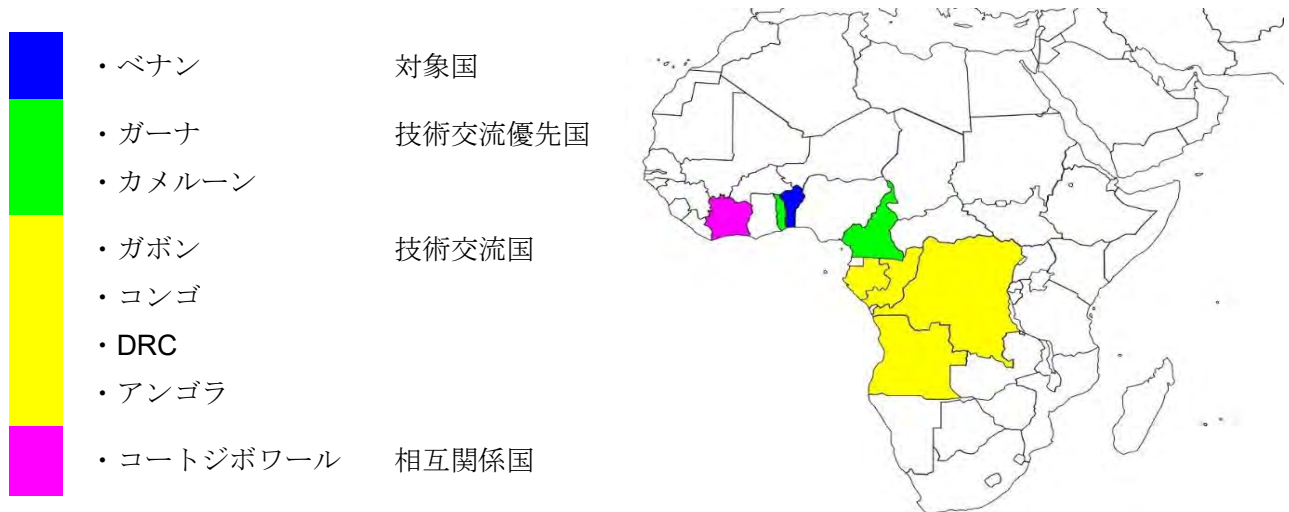 ・ベナン 対象国
・ガーナ 技術交流優先国
・カメルーン
・ガボン 技術交流国
・コンゴ
・DRC
・アンゴラ
・コートジボワール 相互関係国